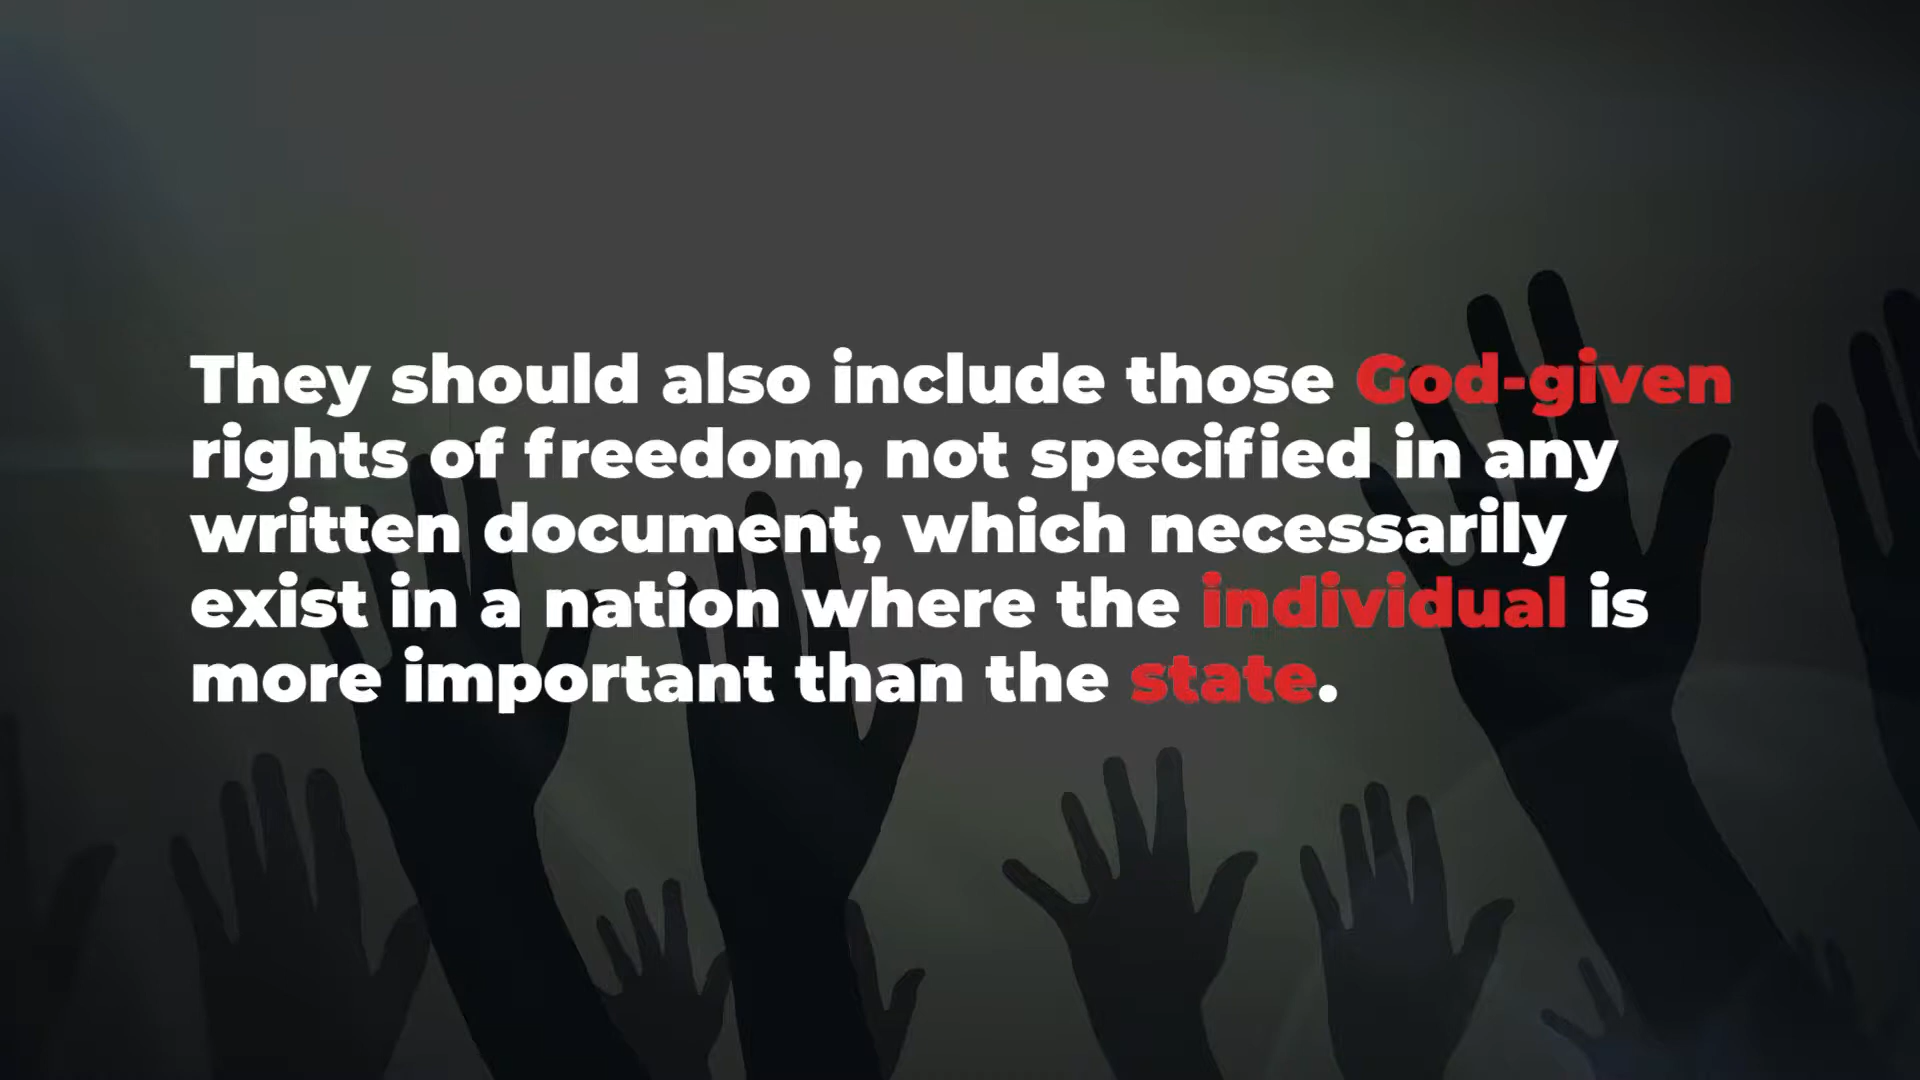 They should also include those God-given
rights of freedom, not specified in any
written document, which necessarily
exist in a nation where the individual is
more important than the state.